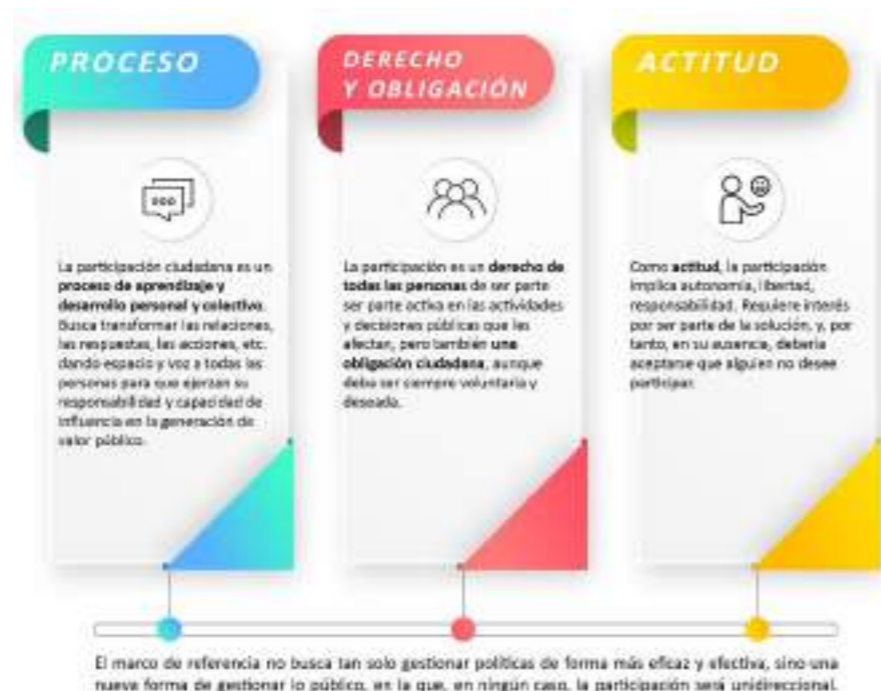 PROCESO
La participación ciudadana es un
proceso de aprendizaje y
desarrollo personal y colectivo.
Busca transformar las relaciones,
las respuestas, las acciones, etc.
dando espacio y voz a todas las
personas para que ejerzan su
responsabilidad y capacidad de
influencia en la generación de
valor público.
DERECHO
Y OBLIGACIÓN
La participación es un derecho de
todas las personas de ser parte
ser parte activa en las actividades
y decisiones públicas que les
afectan, pero también una
obligación ciudadana, aunque
deba ser siempre voluntaria y
deseada.
ACTITUD
Como actitud, la participación
implica autonomía, libertad,
responsabilidad. Requiere interés
por ser parte de la solución, y, por
tanto, en su ausencia, debería
aceptarse que alguien no desee
participar.
El marco de referencia no busca tan solo gestionar políticas de forma más eficaz y efectiva, sino una
nueva forma de gestionar lo público, en la que, en ningún caso, la participación será unidireccional.